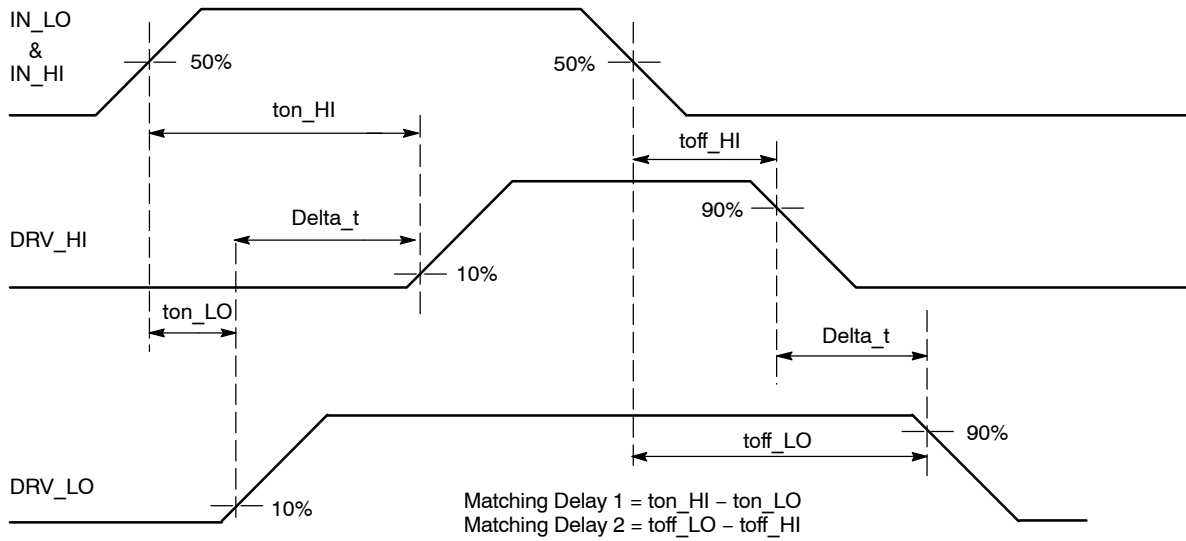 IN_LO
&
IN_HI
50%
50%
ton_HI
toff_HI
Delta_t
90%
DRV_HI
10%
ton_LO
Delta_t
toff_LO
90%
DRV_LO
10%
Matching Delay 1 = ton_HI − ton_LO
Matching Delay 2 = toff_LO − toff_HI